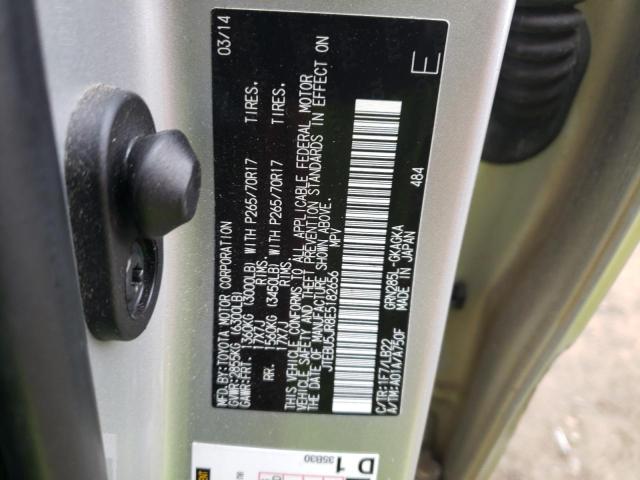 MFD.BY:TOYOTA MOTOR CORPORATION 03/14
GVWR:2855KG (6300LB)
GAWR:FRT. 1360KG (3000LB) WITH P265/70R17 TIRES.
17X7J RIMS.
RR. 1560KG (3450LB) WITH P265/70R17 TIRES.
17X7J RIMS.
THIS VEHICLE CONFORMS TO ALL APPLICABLE FEDERAL MOTOR
VEHICLE SAFETY AND THEFT PREVENTION STANDARDS IN EFFECT ON
THE DATE OF MANUFACTURE SHOWN ABOVE.
JTEBU5JR8E5182656 MPV
C/TR:1F7/LB22 GRN285L-GKAGKA 484
A/TM:A01A/A750F MADE IN JAPAN
E
D 1
35B30